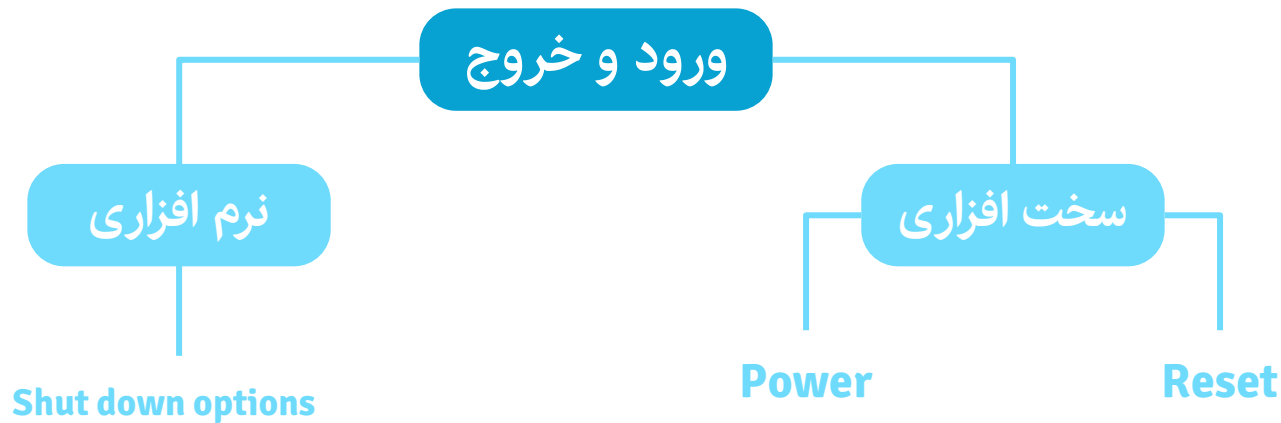 ورود و خروج
سخت افزاری
نرم افزاری
Power
Reset
Shut down options